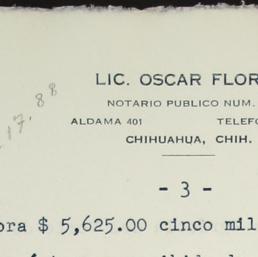 LIC. OSCAR FLOR
NOTARIO PUBLICO NUM.
ALDAMA 401 TELEFO
CHIHUAHUA, CHIH.
17.88
- 3 -
ora $ 5,625.00 cinco mil